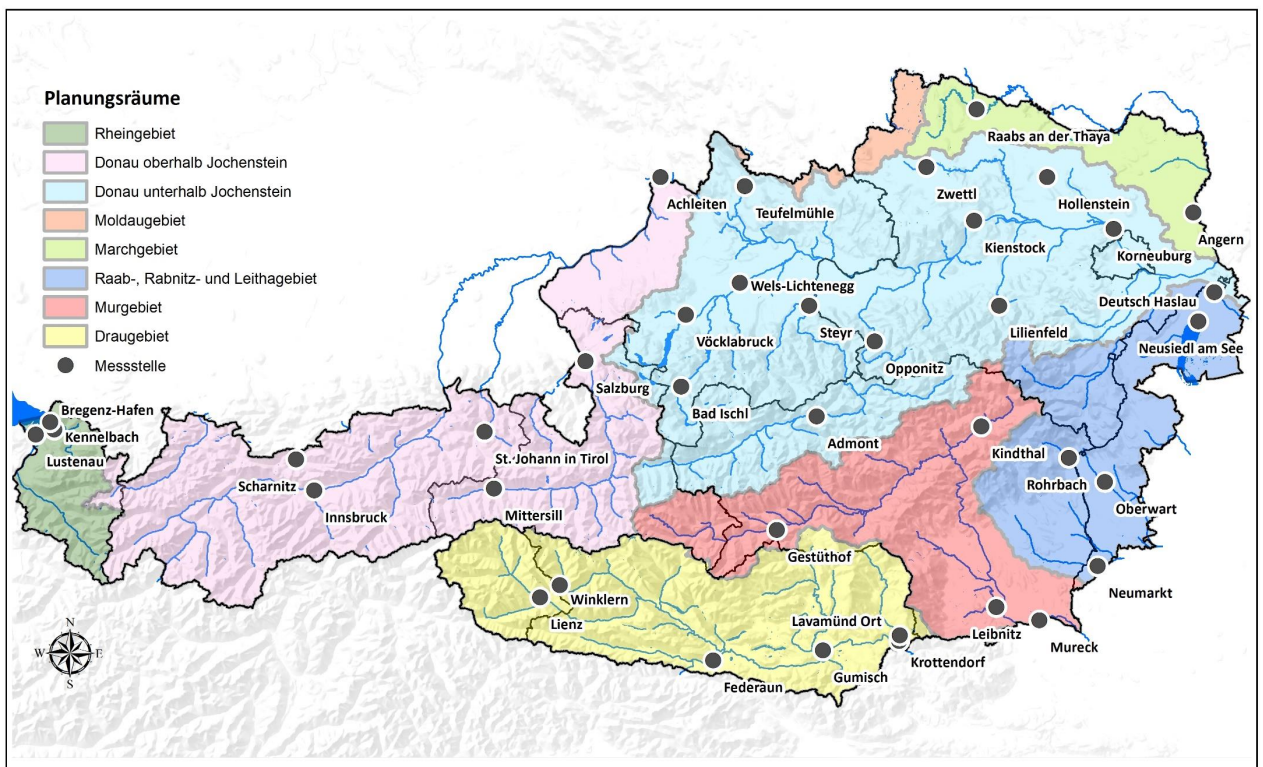 Planungsräume
Rheingebiet
Donau oberhalb Jochenstein
Donau unterhalb Jochenstein
Moldaugebiet
Marchgebiet
Raab-, Rabnitz- und Leithagebiet
Murgebiet
Draugebiet
Messstelle
Raabs an der Thaya
Achleiten
Teufelmühle
Zwettl
Hollenstein
Kienstock
Angern
Korneuburg
Wels-Lichtenegg
Deutsch Haslau
Vöcklabruck
Steyr
Lilienfeld
Neusiedl am See
Opponitz
Salzburg
Bad Ischl
Admont
Bregenz-Hafen
Kennelbach
Lustenau
Scharnitz
St. Johann in Tirol
Kindthal
Rohrbach
Innsbruck
Mittersill
Oberwart
Gestüthof
Neumarkt
Winklern
Lienz
Lavamünd Ort
Leibnitz
Mureck
Krottendorf
Federaun
Gumisch
N
W
E
S